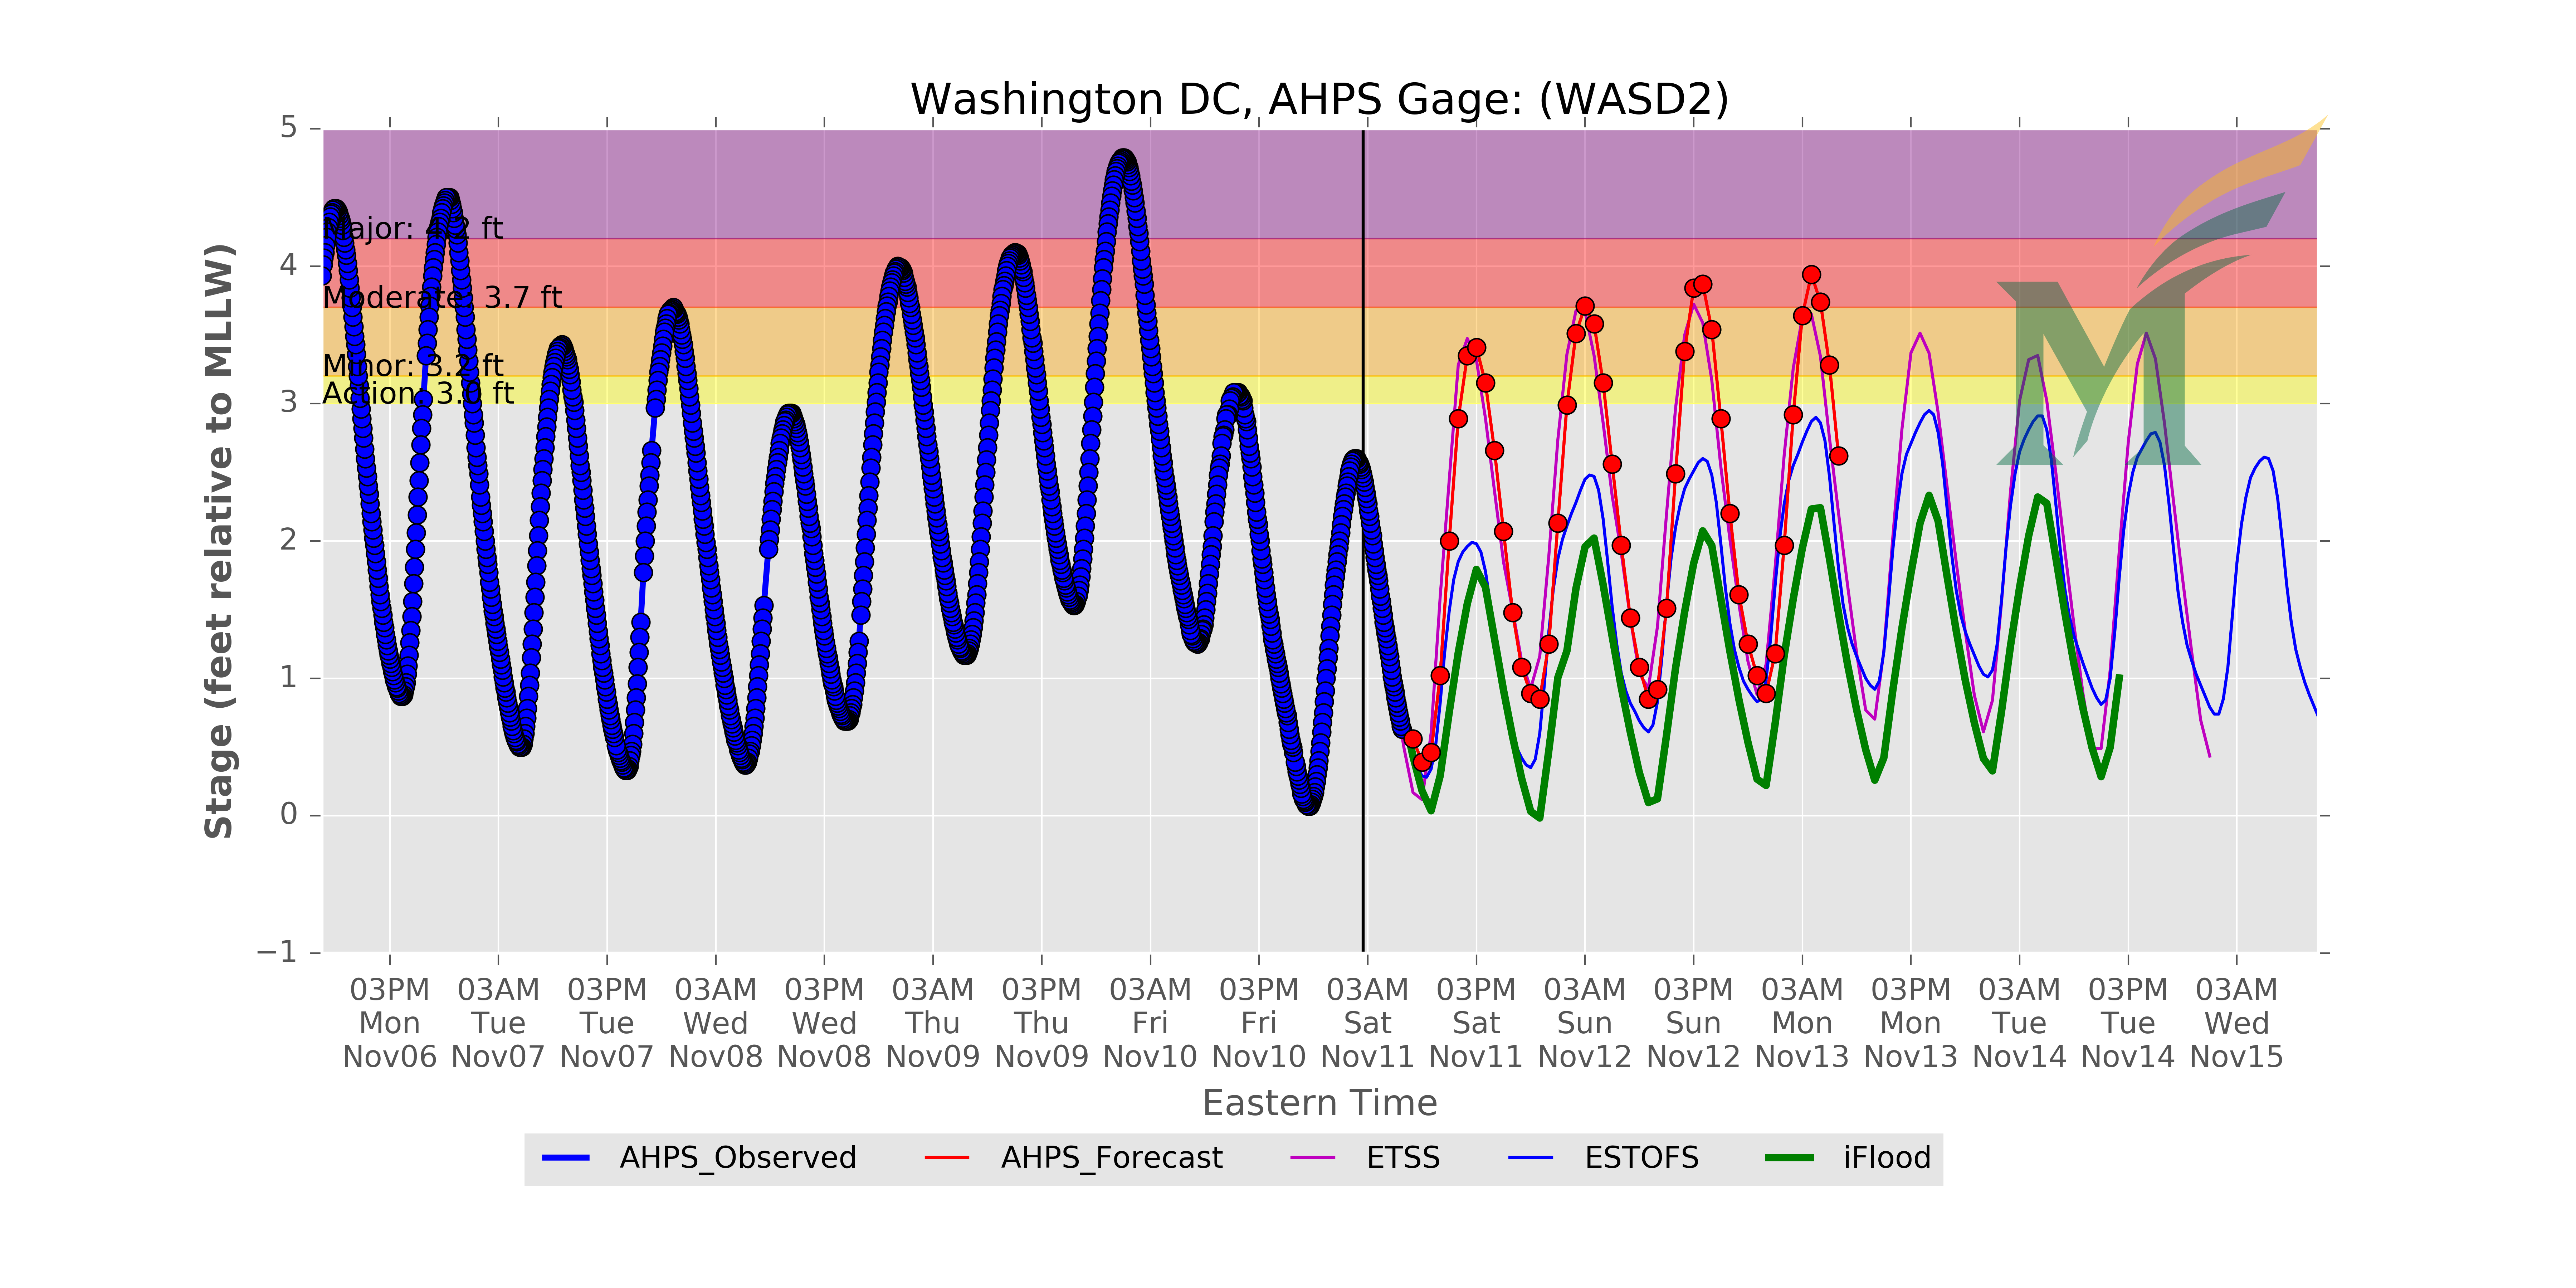 Washington DC, AHPS Gage: (WASD2)
Stage (feet relative to MLLW)
5
4
3
2
1
0
−1
Major: 4.2 ft
Moderate: 3.7 ft
Minor: 3.2 ft
Action: 3.0 ft
03PM 03AM 03PM 03AM 03PM 03AM 03PM 03AM 03PM 03AM 03PM 03AM 03PM 03AM 03PM 03AM 03PM 03AM
Mon Tue Tue Wed Wed Thu Thu Fri Fri Sat Sat Sun Sun Mon Mon Tue Tue Wed
Nov06 Nov07 Nov07 Nov08 Nov08 Nov09 Nov09 Nov10 Nov10 Nov11 Nov11 Nov12 Nov12 Nov13 Nov13 Nov14 Nov14 Nov15
Eastern Time
AHPS_Observed AHPS_Forecast ETSS ESTOFS iFlood